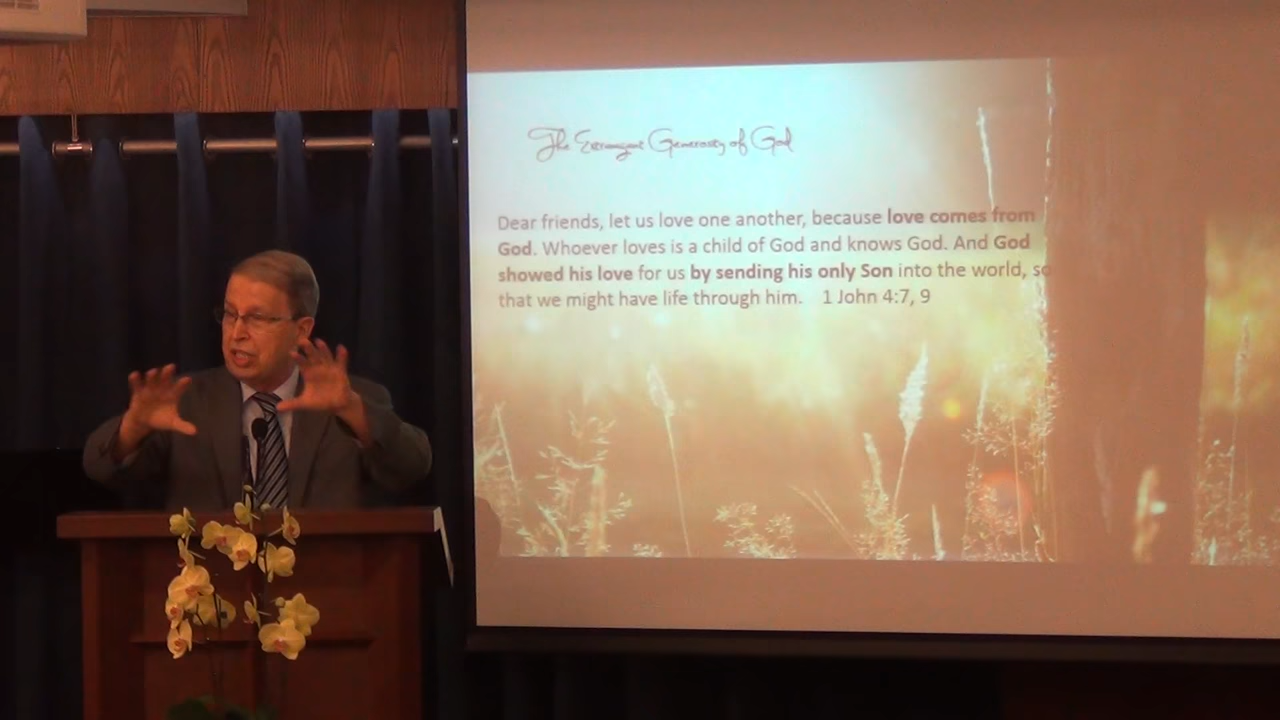 The Extravagant Generosity of God
Dear friends, let us love one another, because love comes from
God. Whoever loves is a child of God and knows God. And God
showed his love for us by sending his only Son into the world, so
that we might have life through him. 1 John 4:7, 9